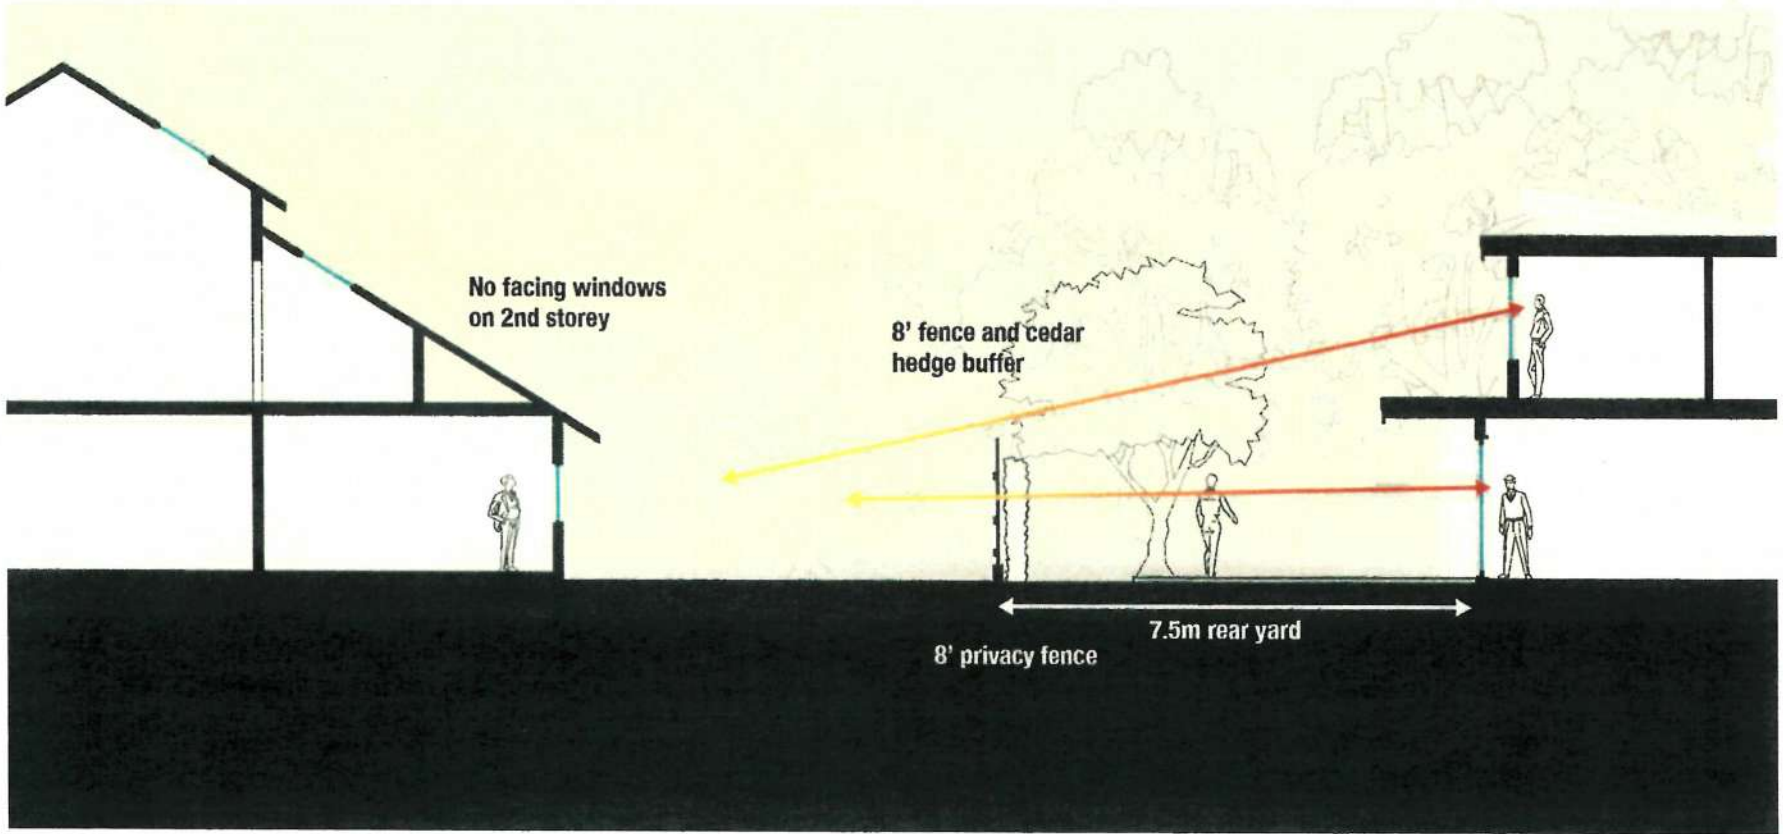 No facing windows
on 2nd storey
8' fence and cedar
hedge buffer
7.5m rear yard
8' privacy fence